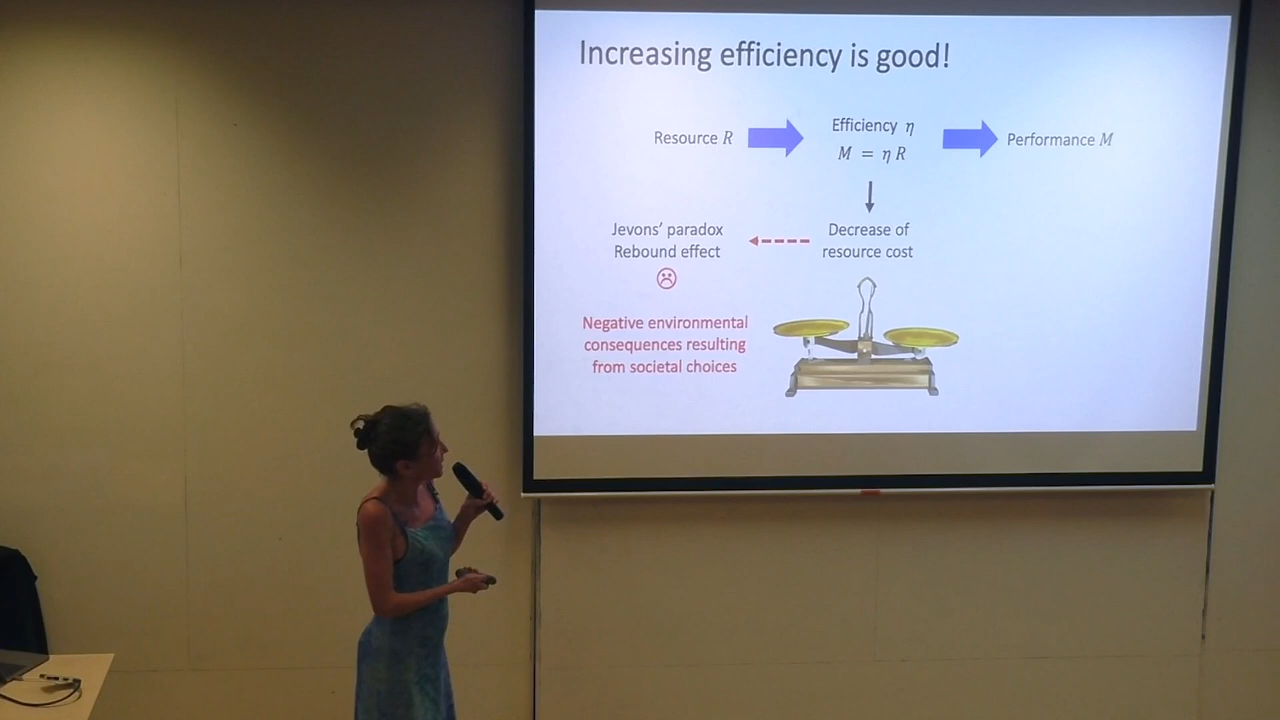 Increasing efficiency is good!
Resource R
Efficiency η
M = η R
Performance M
Jevons’ paradox
Rebound effect
Decrease of
resource cost
Negative environmental
consequences resulting
from societal choices